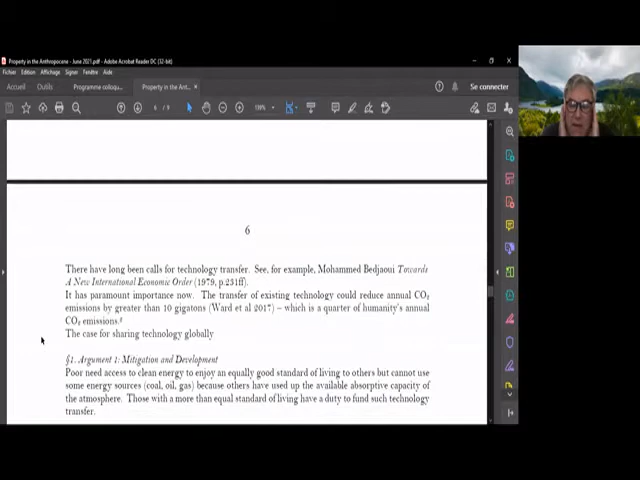 Property in the Anthropocene - June 2021.pdf - Adobe Acrobat Reader DC (32-bit)
Fichier Edition Affichage Signer Fenêtre Aide
Accueil Outils Programme colloqu... Property in the Ant... × Se connecter
6 / 9 159%
6
There have long been calls for technology transfer. See, for example, Mohammed Bedjaoui Towards
A New International Economic Order (1979, p.231ff)
It has paramount importance now. The transfer of existing technology could reduce annual CO₂
emissions by greater than 10 gigatons (Ward et al 2017) – which is a quarter of humanity's annual
CO₂ emissions.
The case for sharing technology globally
§1. Argument 1: Mitigation and Development
Poor need access to clean energy to enjoy an equally good standard of living to others but cannot use
some energy sources (coal, oil, gas) because others have used up the available absorptive capacity of
the atmosphere. Those with a more than equal standard of living have a duty to fund such technology
transfer.